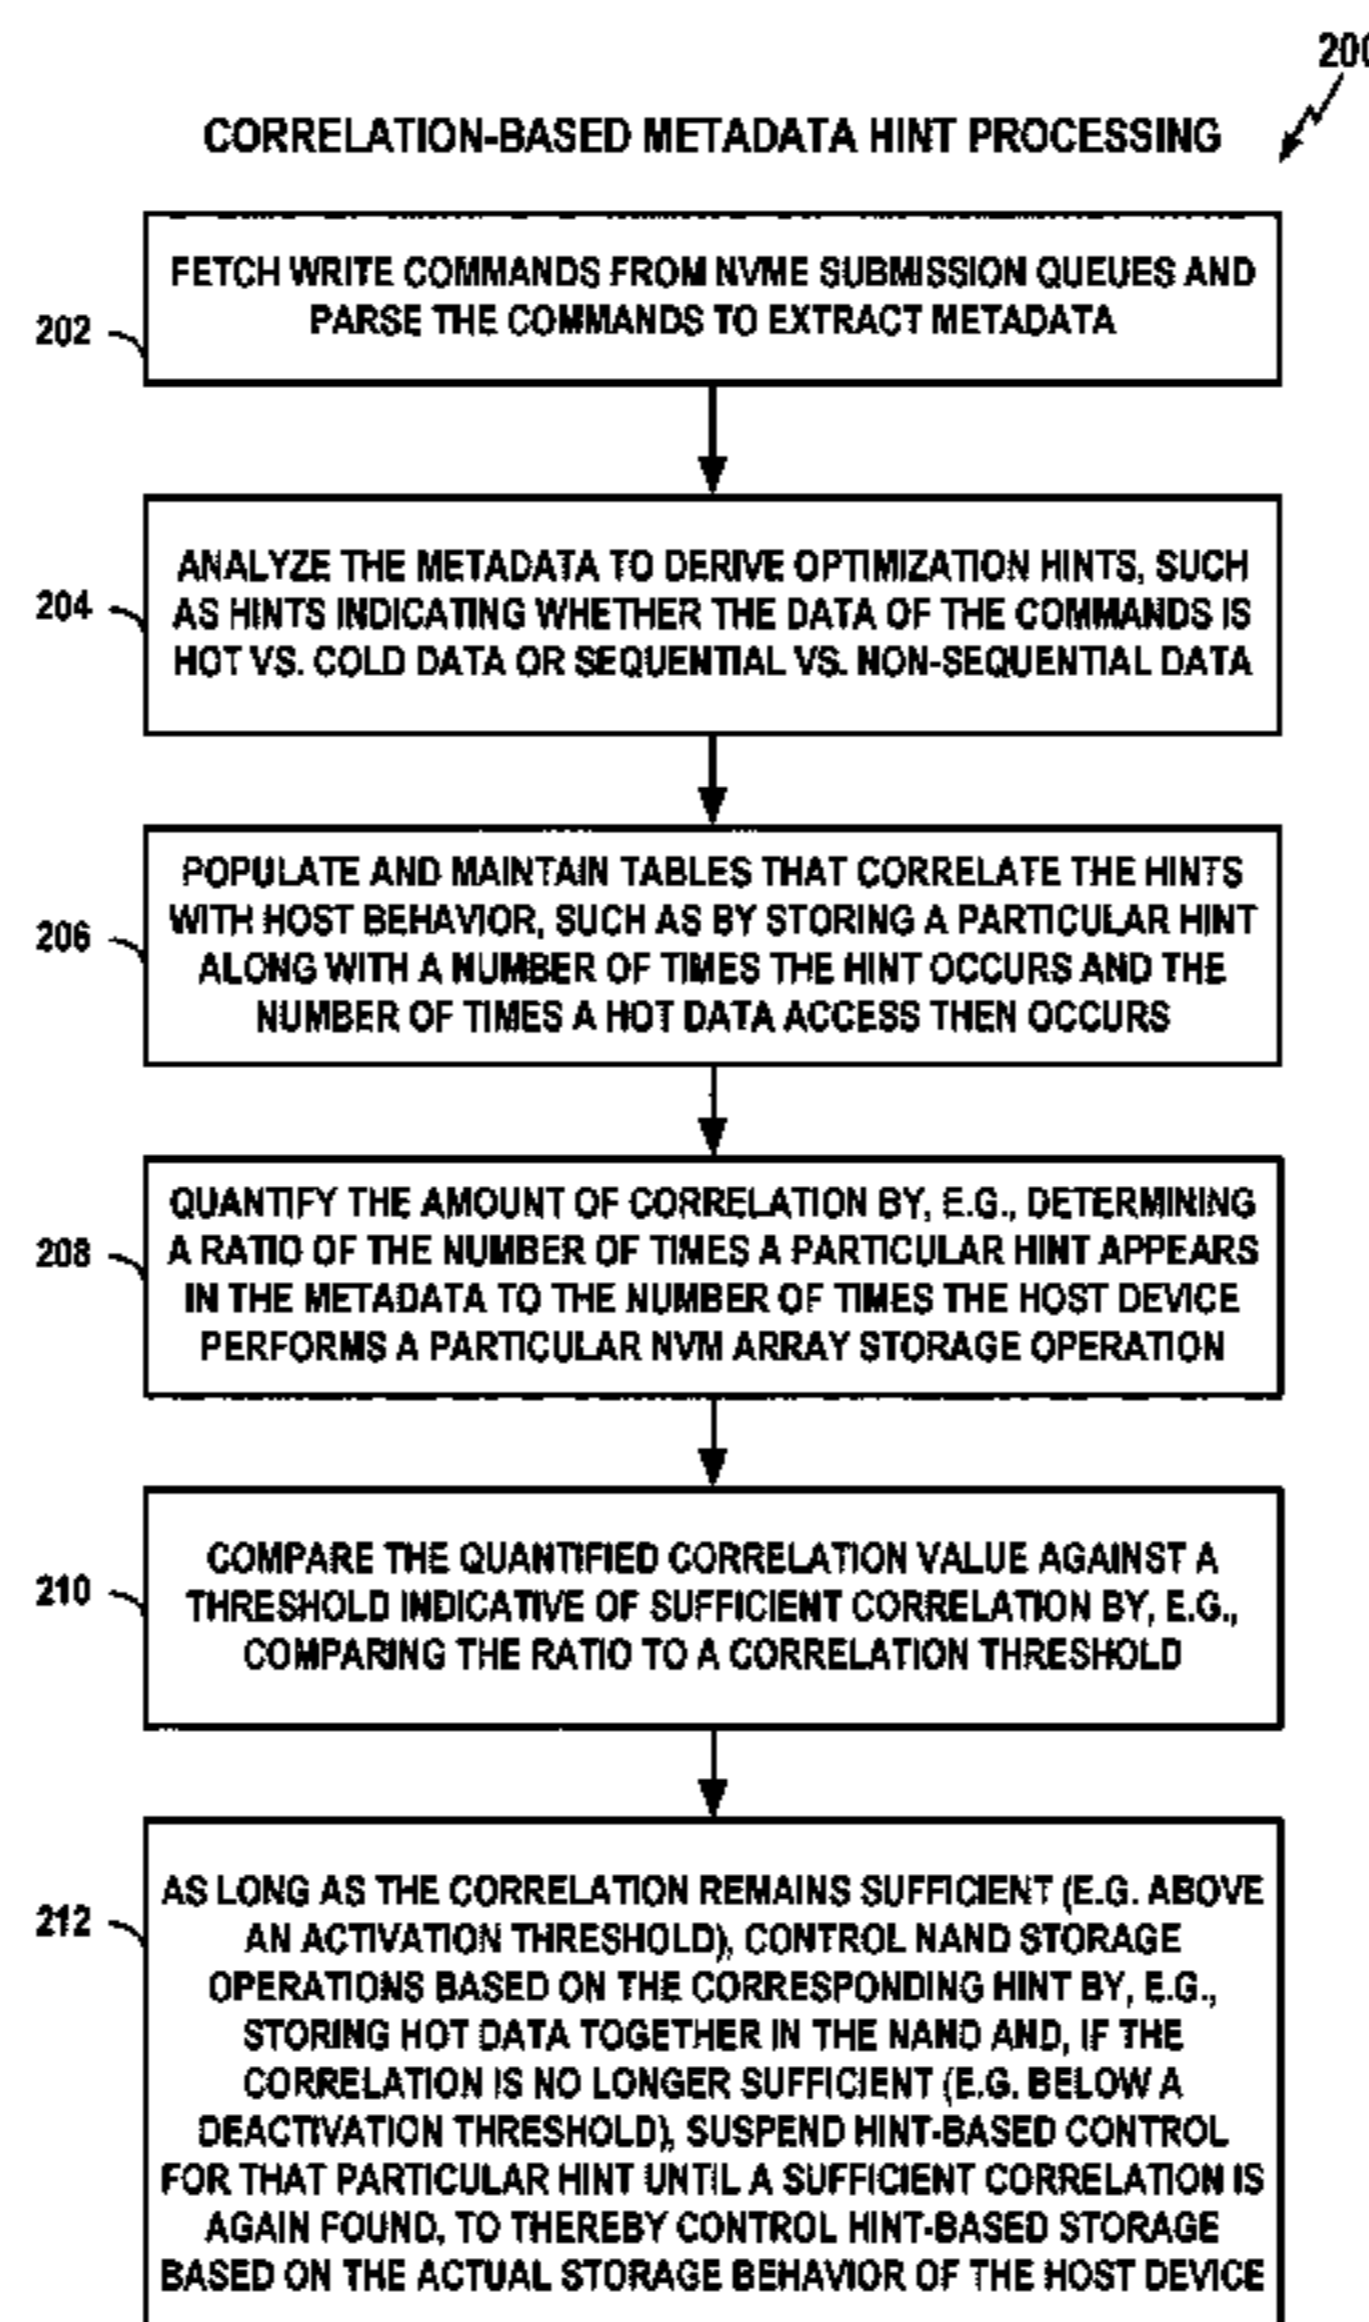 200
CORRELATION-BASED METADATA HINT PROCESSING
FETCH WRITE COMMANDS FROM NVME SUBMISSION QUEUES AND
PARSE THE COMMANDS TO EXTRACT METADATA
202
ANALYZE THE METADATA TO DERIVE OPTIMIZATION HINTS, SUCH
AS HINTS INDICATING WHETHER THE DATA OF THE COMMANDS IS
HOT VS. COLD DATA OR SEQUENTIAL VS. NON-SEQUENTIAL DATA
204
POPULATE AND MAINTAIN TABLES THAT CORRELATE THE HINTS
WITH HOST BEHAVIOR, SUCH AS BY STORING A PARTICULAR HINT
ALONG WITH A NUMBER OF TIMES THE HINT OCCURS AND THE
NUMBER OF TIMES A HOT DATA ACCESS THEN OCCURS
206
QUANTIFY THE AMOUNT OF CORRELATION BY, E.G., DETERMINING
A RATIO OF THE NUMBER OF TIMES A PARTICULAR HINT APPEARS
IN THE METADATA TO THE NUMBER OF TIMES THE HOST DEVICE
PERFORMS A PARTICULAR NVM ARRAY STORAGE OPERATION
208
COMPARE THE QUANTIFIED CORRELATION VALUE AGAINST A
THRESHOLD INDICATIVE OF SUFFICIENT CORRELATION BY, E.G.,
COMPARING THE RATIO TO A CORRELATION THRESHOLD
210
AS LONG AS THE CORRELATION REMAINS SUFFICIENT (E.G. ABOVE
AN ACTIVATION THRESHOLD), CONTROL NAND STORAGE
OPERATIONS BASED ON THE CORRESPONDING HINT BY, E.G.,
STORING HOT DATA TOGETHER IN THE NAND AND, IF THE
CORRELATION IS NO LONGER SUFFICIENT (E.G. BELOW A
DEACTIVATION THRESHOLD), SUSPEND HINT-BASED CONTROL
FOR THAT PARTICULAR HINT UNTIL A SUFFICIENT CORRELATION IS
AGAIN FOUND, TO THEREBY CONTROL HINT-BASED STORAGE
BASED ON THE ACTUAL STORAGE BEHAVIOR OF THE HOST DEVICE
212